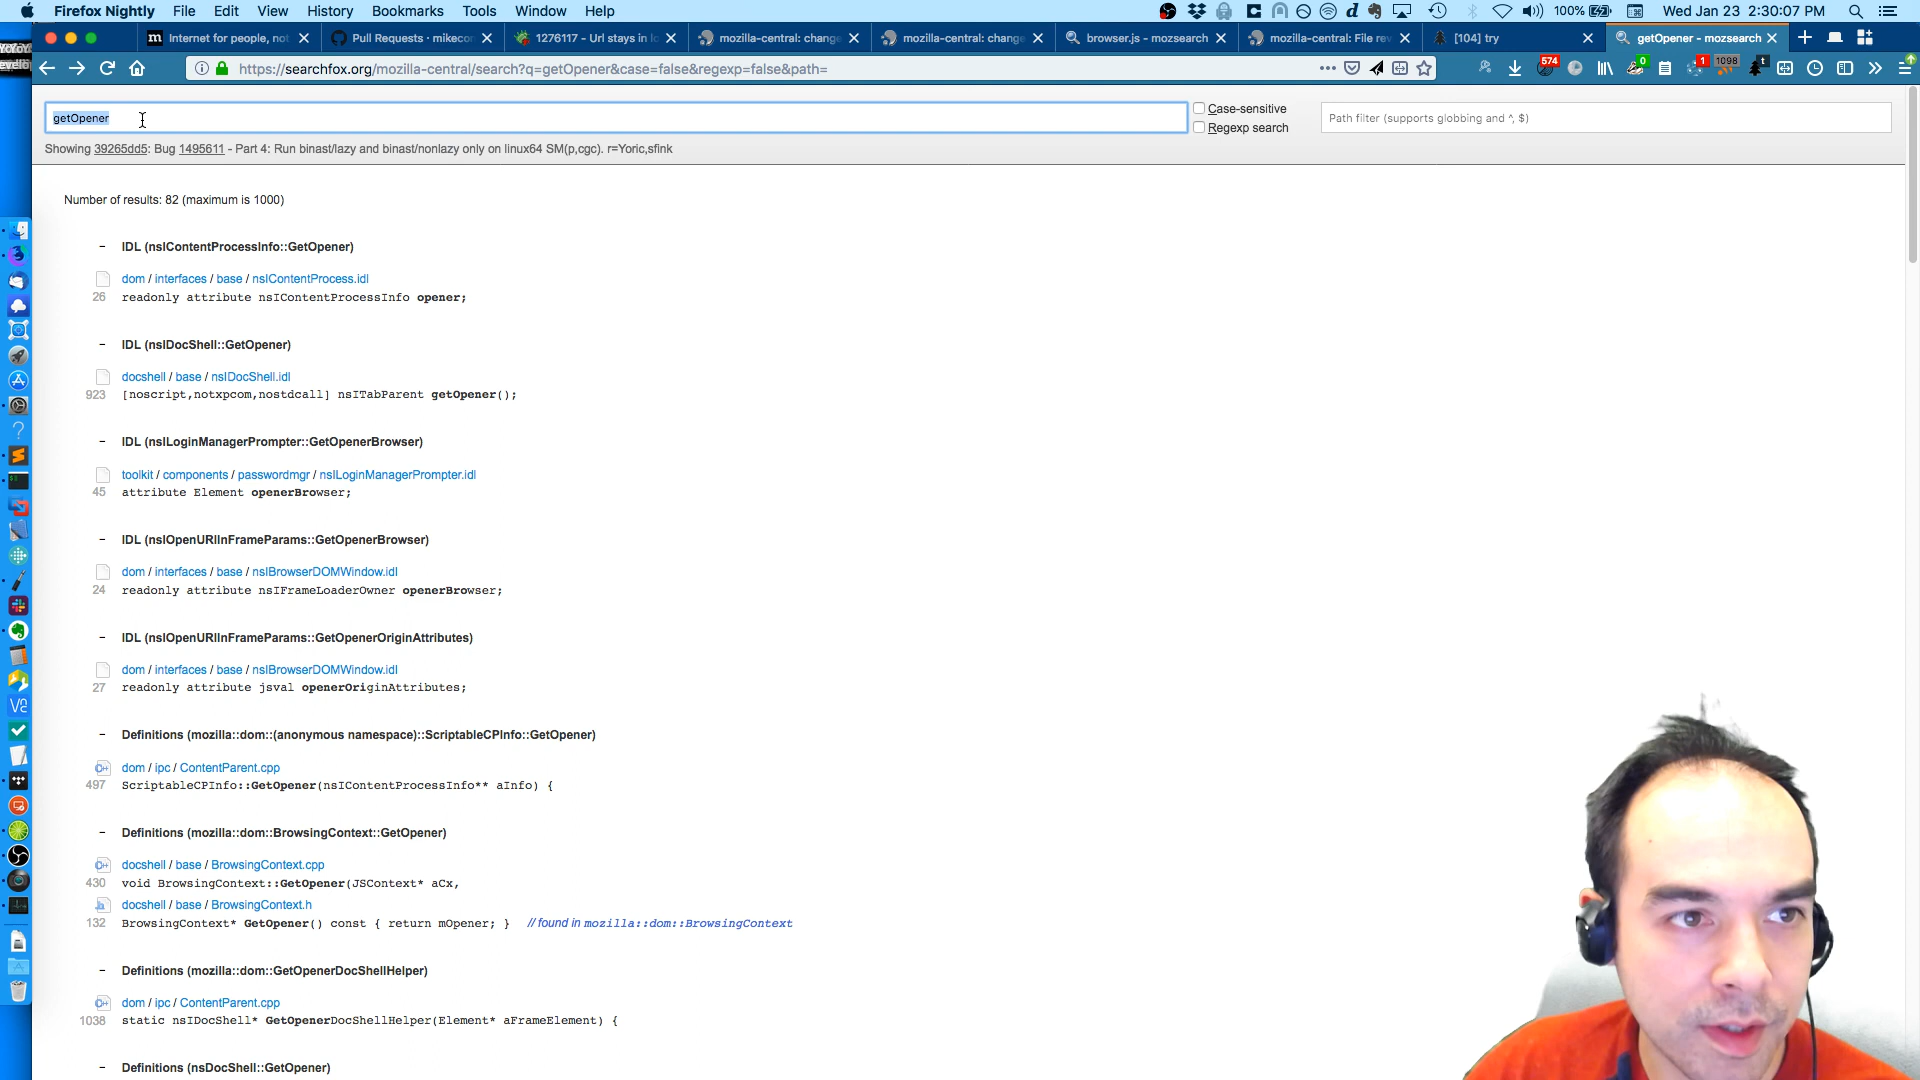 Firefox Nightly File Edit View History Bookmarks Tools Window Help
100% Wed Jan 23 2:30:07 PM
Internet for people, not
Pull Requests · mikecon
1276117 - Url stays in lo
mozilla-central: change
mozilla-central: change
browser.js - mozsearch
mozilla-central: File rev
[104] try
getOpener - mozsearch
https://searchfox.org/mozilla-central/search?q=getOpener&case=false&regexp=false&path=
574 0 1 1098 t
getOpener
Case-sensitive
Regexp search
Path filter (supports globbing and ^, $)
Showing 39265dd5: Bug 1495611 - Part 4: Run binast/lazy and binast/nonlazy only on linux64 SM(p,cgc). r=Yoric,sfink
Number of results: 82 (maximum is 1000)
– IDL (nsIContentProcessInfo::GetOpener)
dom / interfaces / base / nsIContentProcess.idl
26 readonly attribute nsIContentProcessInfo opener;
– IDL (nsIDocShell::GetOpener)
docshell / base / nsIDocShell.idl
923 [noscript,notxpcom,nostdcall] nsITabParent getOpener();
– IDL (nsILoginManagerPrompter::GetOpenerBrowser)
toolkit / components / passwordmgr / nsILoginManagerPrompter.idl
45 attribute Element openerBrowser;
– IDL (nsIOpenURIInFrameParams::GetOpenerBrowser)
dom / interfaces / base / nsIBrowserDOMWindow.idl
24 readonly attribute nsIFrameLoaderOwner openerBrowser;
– IDL (nsIOpenURIInFrameParams::GetOpenerOriginAttributes)
dom / interfaces / base / nsIBrowserDOMWindow.idl
27 readonly attribute jsval openerOriginAttributes;
– Definitions (mozilla::dom::(anonymous namespace)::ScriptableCPInfo::GetOpener)
dom / ipc / ContentParent.cpp
497 ScriptableCPInfo::GetOpener(nsIContentProcessInfo** aInfo) {
– Definitions (mozilla::dom::BrowsingContext::GetOpener)
docshell / base / BrowsingContext.cpp
430 void BrowsingContext::GetOpener(JSContext* aCx,
docshell / base / BrowsingContext.h
132 BrowsingContext* GetOpener() const { return mOpener; } // found in mozilla::dom::BrowsingContext
– Definitions (mozilla::dom::GetOpenerDocShellHelper)
dom / ipc / ContentParent.cpp
1038 static nsIDocShell* GetOpenerDocShellHelper(Element* aFrameElement) {
– Definitions (nsDocShell::GetOpener)